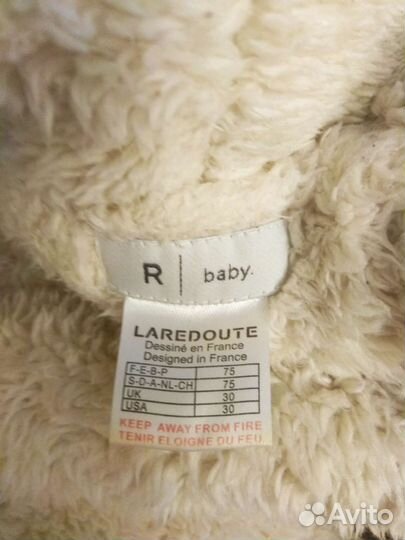 R | baby.
LAREDOUTE
Dessiné en France
Designed in France
F-E-B-P 75
S-D-A-NL-CH 75
UK 30
USA 30
KEEP AWAY FROM FIRE
TENIR ELOIGNE DU FEU
Avito